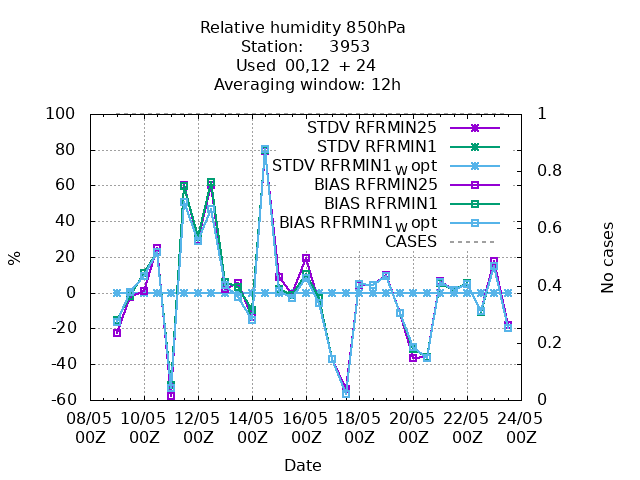 Relative humidity 850hPa
Station: 3953
Used 00,12 + 24
Averaging window: 12h
100 80 60 40 20 0 -20 -40 -60
%
STDV RFRMIN25
STDV RFRMIN1
STDV RFRMIN1w opt
BIAS RFRMIN25
BIAS RFRMIN1
BIAS RFRMIN1w opt
CASES
1 0.8 0.6 0.4 0.2 0
No cases
08/05 10/05 12/05 14/05 16/05 18/05 20/05 22/05 24/05
00Z 00Z 00Z 00Z 00Z 00Z 00Z 00Z 00Z
Date